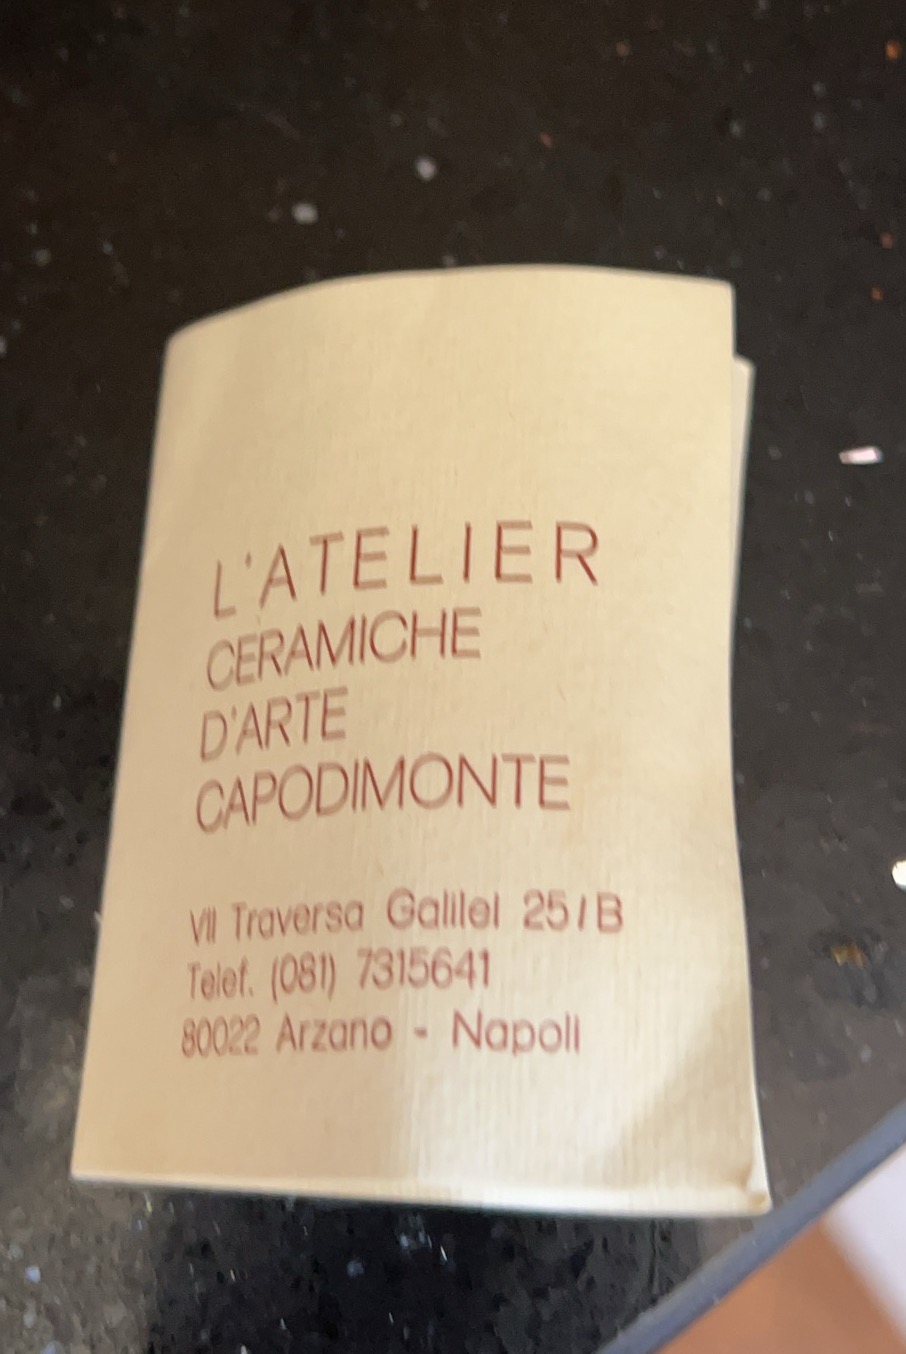 L'ATELIER
CERAMICHE
D'ARTE
CAPODIMONTE
VII Traversa Galilei 25/B
Telef. (081) 7315641
80022 Arzano - Napoli